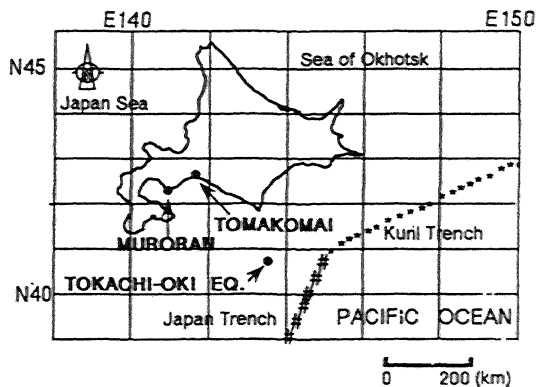 E140 E150
N45
Sea of Okhotsk
Japan Sea
TOMAKOMAI
MURORAN
Kuril Trench
TOKACHI-OKI EQ.
N40
Japan Trench
PACIFIC OCEAN
0 200 (km)